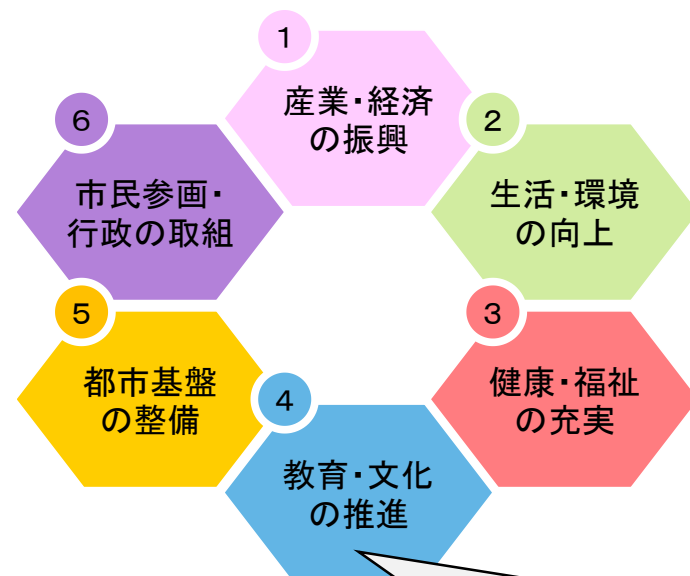 1
産業・経済
の振興
2
生活・環境
の向上
3
健康・福祉
の充実
4
教育・文化
の推進
5
都市基盤
の整備
6
市民参画・
行政の取組